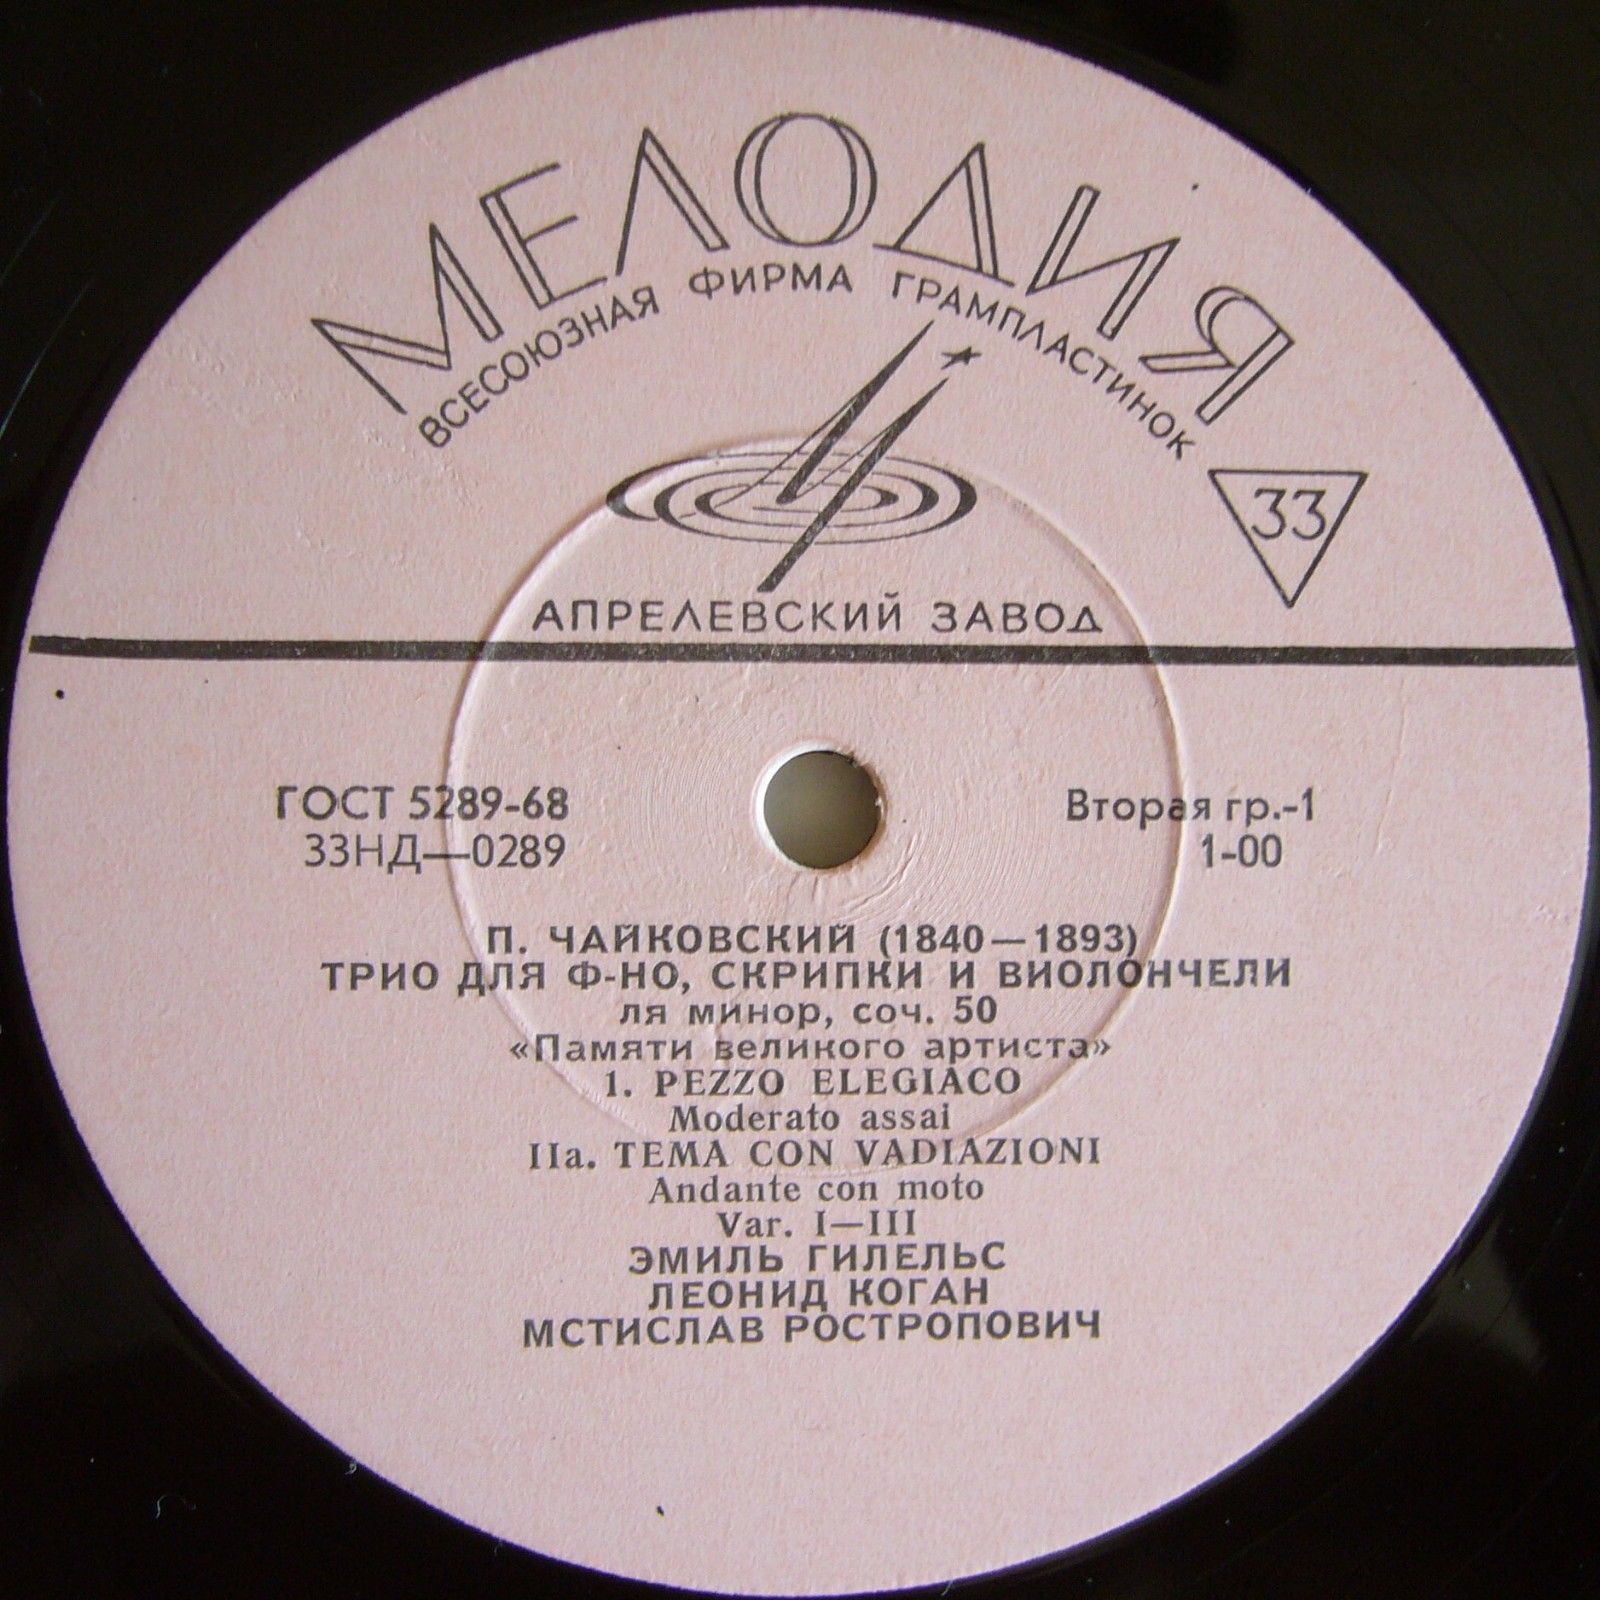 МЕЛОДИЯ
ВСЕСОЮЗНАЯ ФИРМА ГРАМПЛАСТИНОК
33
АПРЕЛЕВСКИЙ ЗАВОД
ГОСТ 5289-68
33НД—0289
Вторая гр.-1
1-00
П. ЧАЙКОВСКИЙ (1840—1893)
ТРИО ДЛЯ Ф-НО, СКРИПКИ И ВИОЛОНЧЕЛИ
ля минор, соч. 50
«Памяти великого артиста»
1. PEZZO ELEGIACO
Moderato assai
IIa. TEMA CON VADIAZIONI
Andante con moto
Var. I—III
ЭМИЛЬ ГИЛЕЛЬС
ЛЕОНИД КОГАН
МСТИСЛАВ РОСТРОПОВИЧ